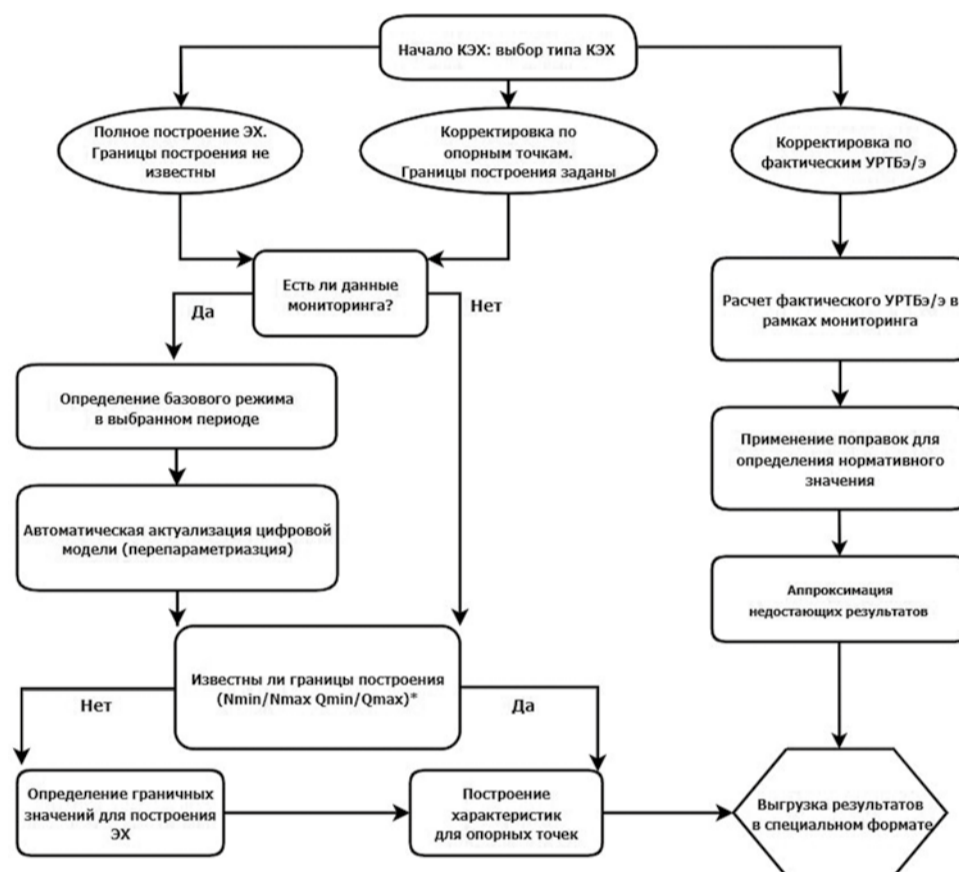 Начало КЭХ: выбор типа КЭХ
Полное построение ЭХ.
Границы построения не
известны
Корректировка по
опорным точкам.
Границы построения заданы
Корректировка по
фактическим УРТБэ/э
Есть ли данные
мониторинга?
Да
Нет
Расчет фактического УРТБэ/э в
рамках мониторинга
Определение базового режима
в выбранном периоде
Применение поправок для
определения нормативного
значения
Автоматическая актуализация цифровой
модели (перепараметриазция)
Аппроксимация
недостающих результатов
Известны ли границы построения
(Nmin/Nmax Qmin/Qmax)*
Нет
Да
Определение граничных
значений для построения
ЭХ
Построение
характеристик
для опорных точек
Выгрузка результатов
в специальном формате